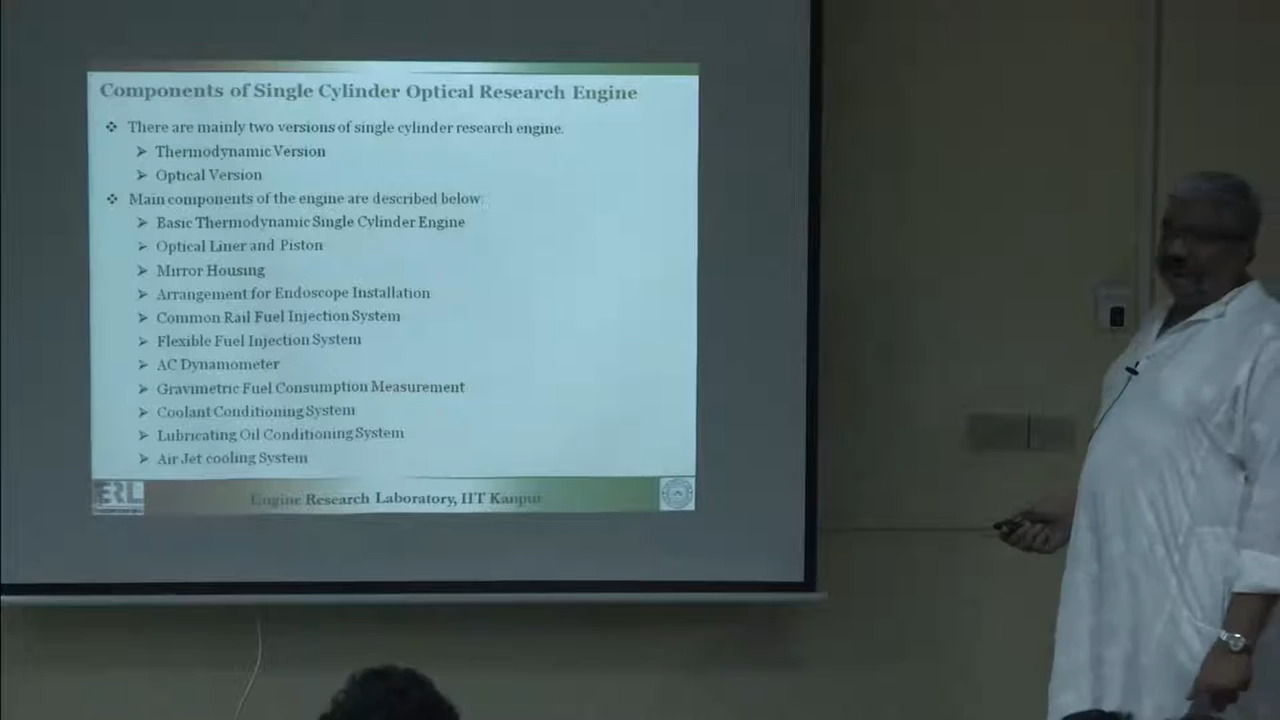 Components of Single Cylinder Optical Research Engine
❖ There are mainly two versions of single cylinder research engine.
➤ Thermodynamic Version
➤ Optical Version
❖ Main components of the engine are described below:
➤ Basic Thermodynamic Single Cylinder Engine
➤ Optical Liner and Piston
➤ Mirror Housing
➤ Arrangement for Endoscope Installation
➤ Common Rail Fuel Injection System
➤ Flexible Fuel Injection System
➤ AC Dynamometer
➤ Gravimetric Fuel Consumption Measurement
➤ Coolant Conditioning System
➤ Lubricating Oil Conditioning System
➤ Air Jet cooling System
ERL
Engine Research Laboratory, IIT Kanpur